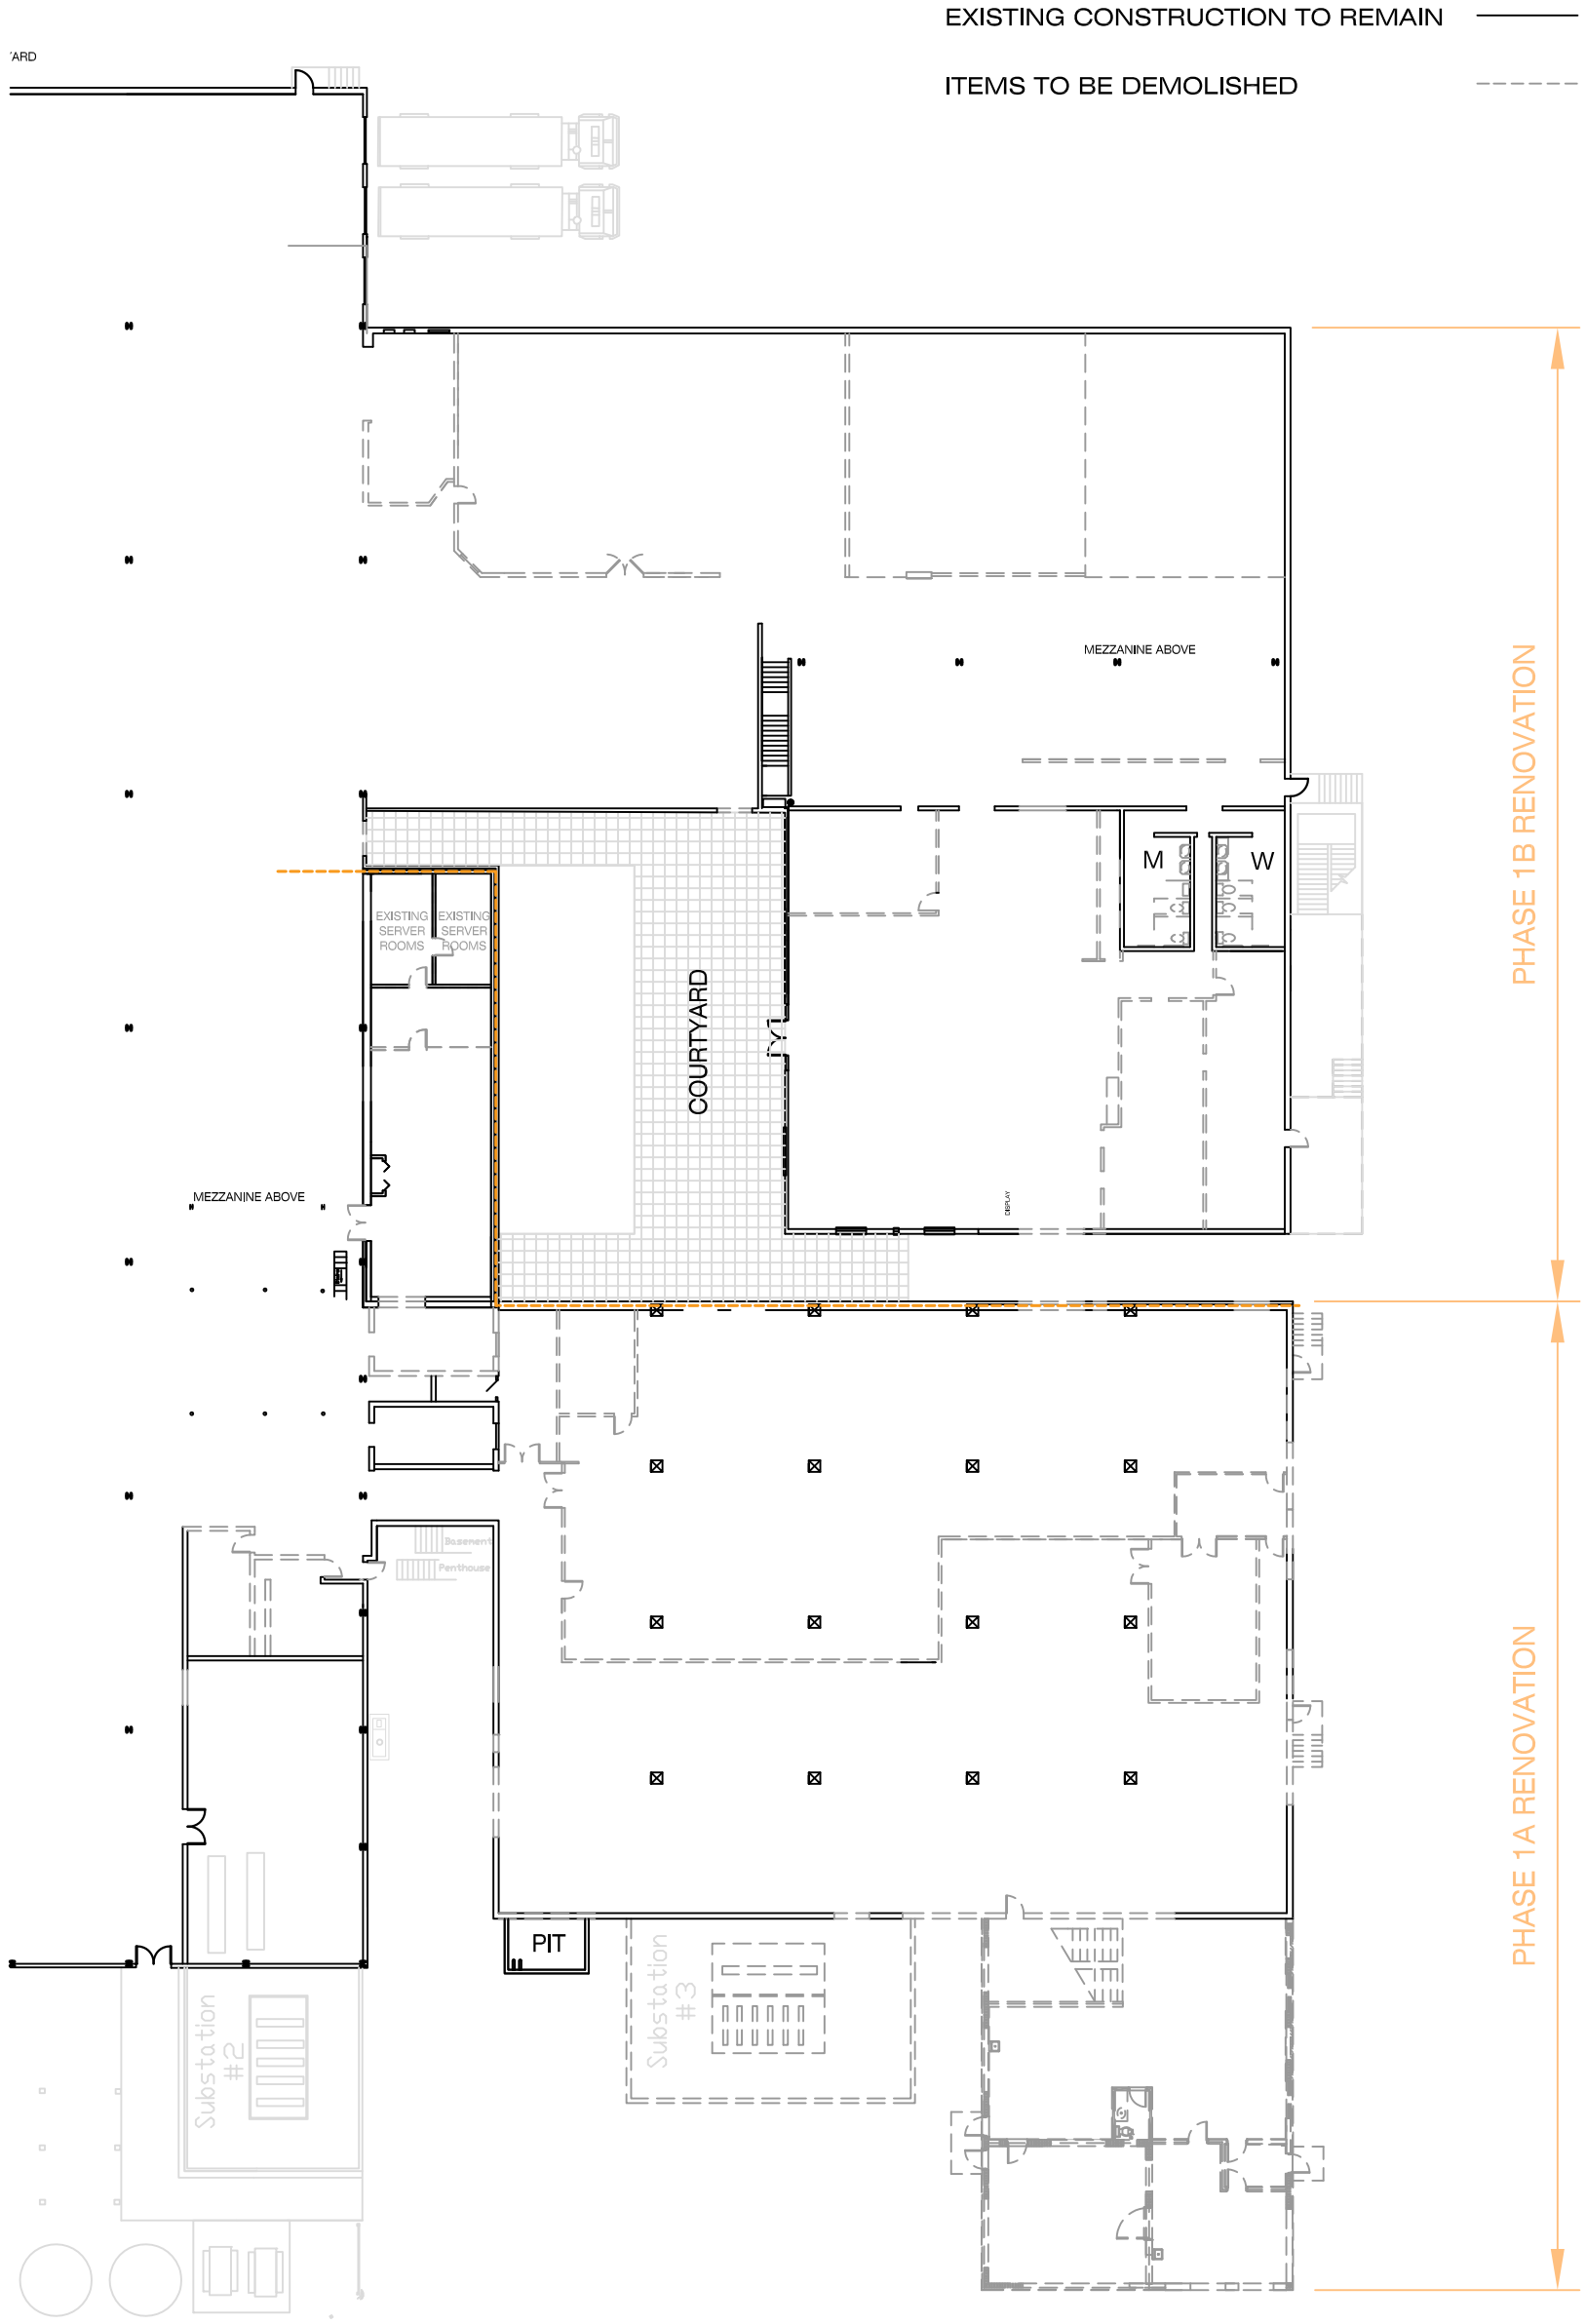 EXISTING CONSTRUCTION TO REMAIN
ITEMS TO BE DEMOLISHED
MEZZANINE ABOVE
PHASE 1B RENOVATION
M
W
EXISTING
SERVER
ROOMS
EXISTING
SERVER
ROOMS
COURTYARD
MEZZANINE ABOVE
DISPLAY
Basement
Penthouse
PHASE 1A RENOVATION
PIT
Substation
#3
Substation
#2